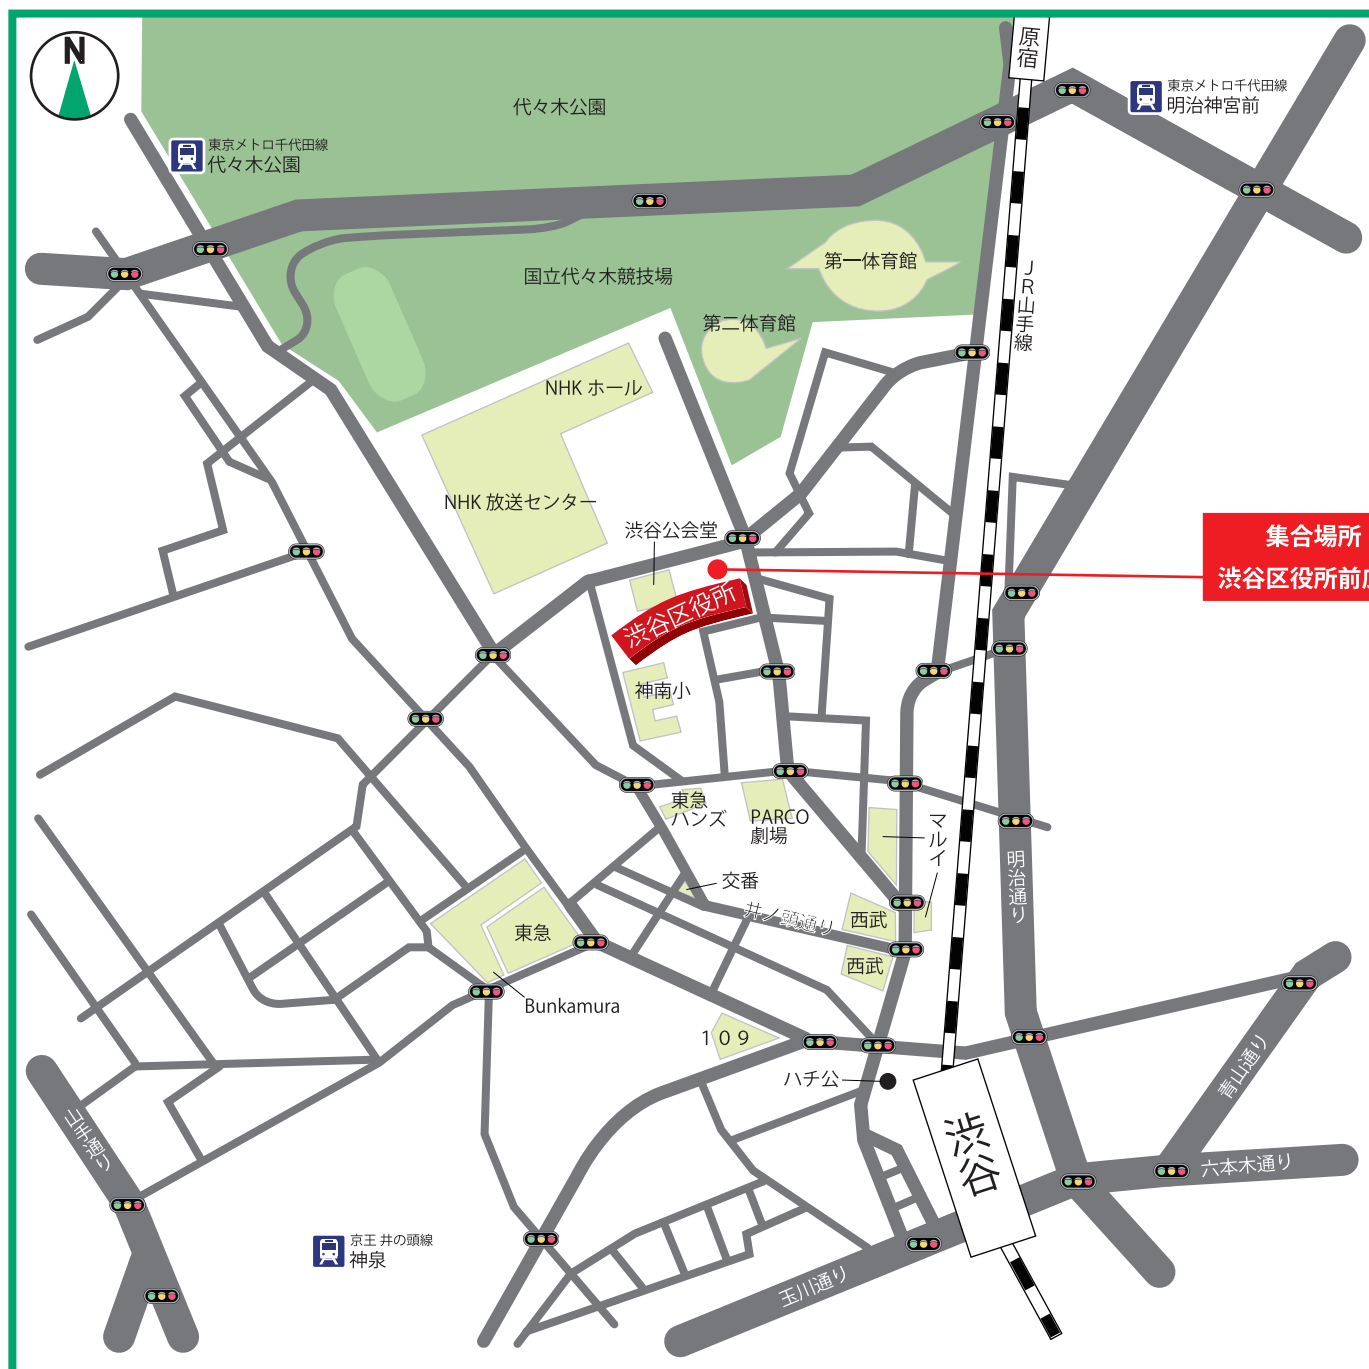 N
原宿
東京メトロ千代田線
明治神宮前
代々木公園
東京メトロ千代田線
代々木公園
第一体育館
国立代々木競技場
JR山手線
第二体育館
NHK ホール
NHK 放送センター
渋谷公会堂
集合場所
渋谷区役所前
渋谷区役所
神南小
東急
ハンズ
PARCO
劇場
マルイ
明治通り
交番
井ノ頭通り
西武
東急
西武
Bunkamura
109
ハチ公
青山通り
山手通り
渋谷
六本木通り
京王 井の頭線
神泉
玉川通り